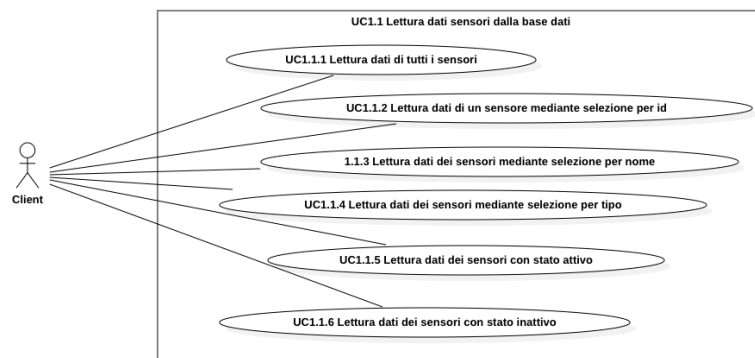 UC1.1 Lettura dati sensori dalla base dati
UC1.1.1 Lettura dati di tutti i sensori
UC1.1.2 Lettura dati di un sensore mediante selezione per id
1.1.3 Lettura dei sensori mediante selezione per nome
UC1.1.4 Lettura dati dei sensori mediante selezione per tipo
Client
UC1.1.5 Lettura dati dei sensori con stato attivo
UC1.1.6 Lettura dati dei sensori con stato inattivo